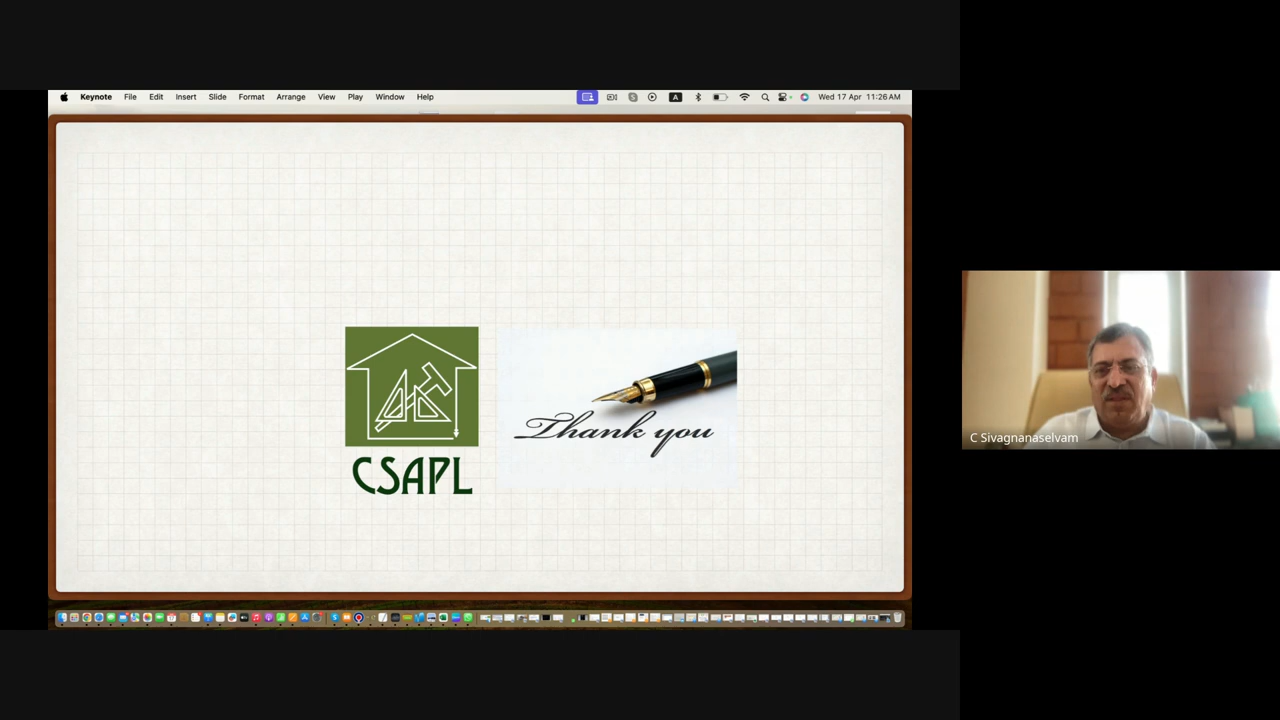 Keynote File Edit Insert Slide Format Arrange View Play Window Help A Wed 17 Apr 11:26 AM
Thank you
CSAPL
C Sivagnanaselvam